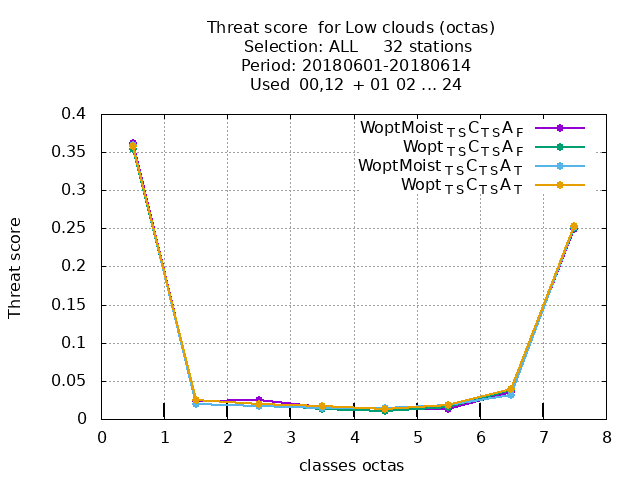 Threat score for Low clouds (octas)
Selection: ALL 32 stations
Period: 20180601-20180614
Used 00,12 + 01 02 ... 24
0.4
0.35
0.3
0.25
0.2
0.15
0.1
0.05
0
Threat score
WoptMoist TS C TS A F
Wopt TS C TS A F
WoptMoist TS C TS A T
Wopt TS C TS A T
0 1 2 3 4 5 6 7 8
classes octas